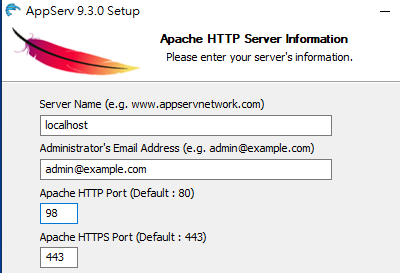 AppServ 9.3.0 Setup
Apache HTTP Server Information
Please enter your server's information.
Server Name (e.g. www.appservnetwork.com)
localhost
Administrator's Email Address (e.g. admin@example.com)
admin@example.com
Apache HTTP Port (Default : 80)
98
Apache HTTPS Port (Default : 443)
443